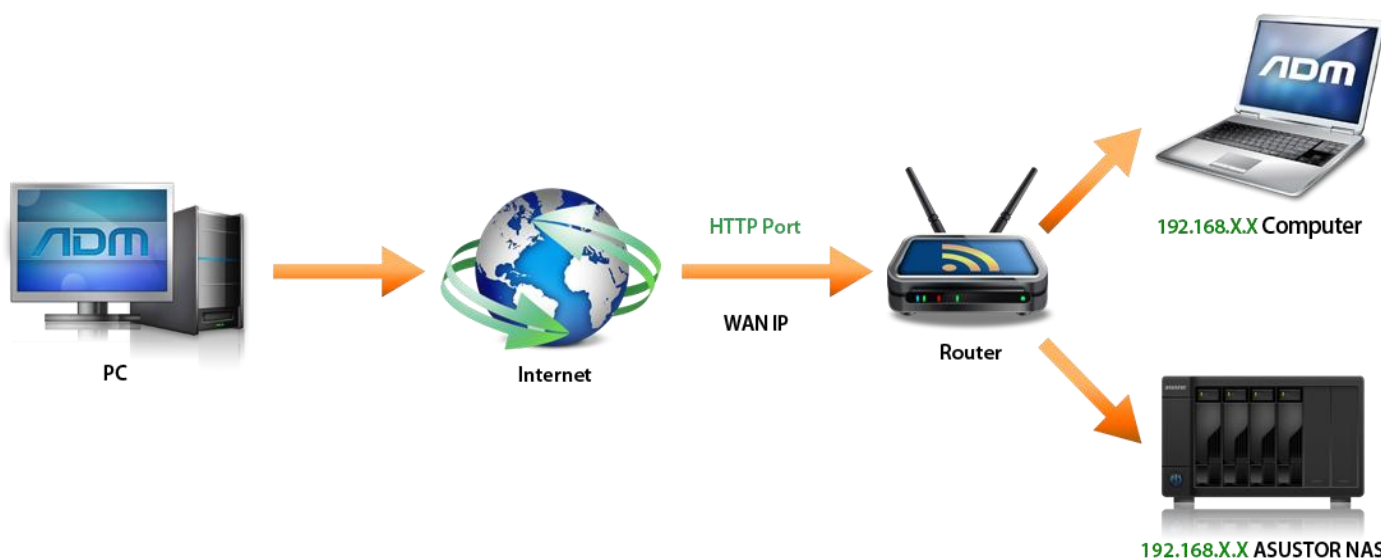 ADM
PC
Internet
HTTP Port
WAN IP
Router
ADM
192.168.X.X Computer
192.168.X.X ASUSTOR NAS